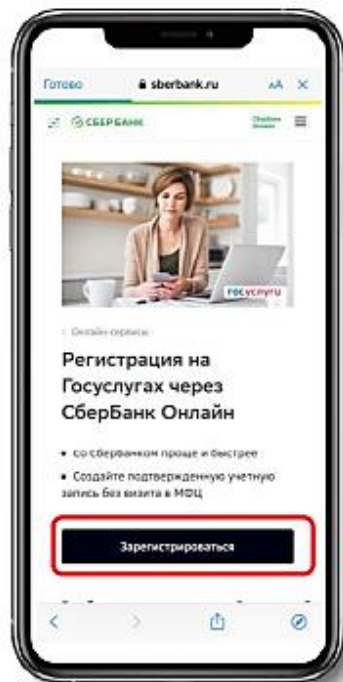 Готово sberbank.ru АА
СБЕРБАНК
госуслуги
Онлайн-сервисы
Регистрация на
Госуслугах через
СберБанк Онлайн
• Со Сбербанком проще и быстрее
• Создайте подтвержденную учетную
запись без визита в МФЦ
Зарегистрироваться